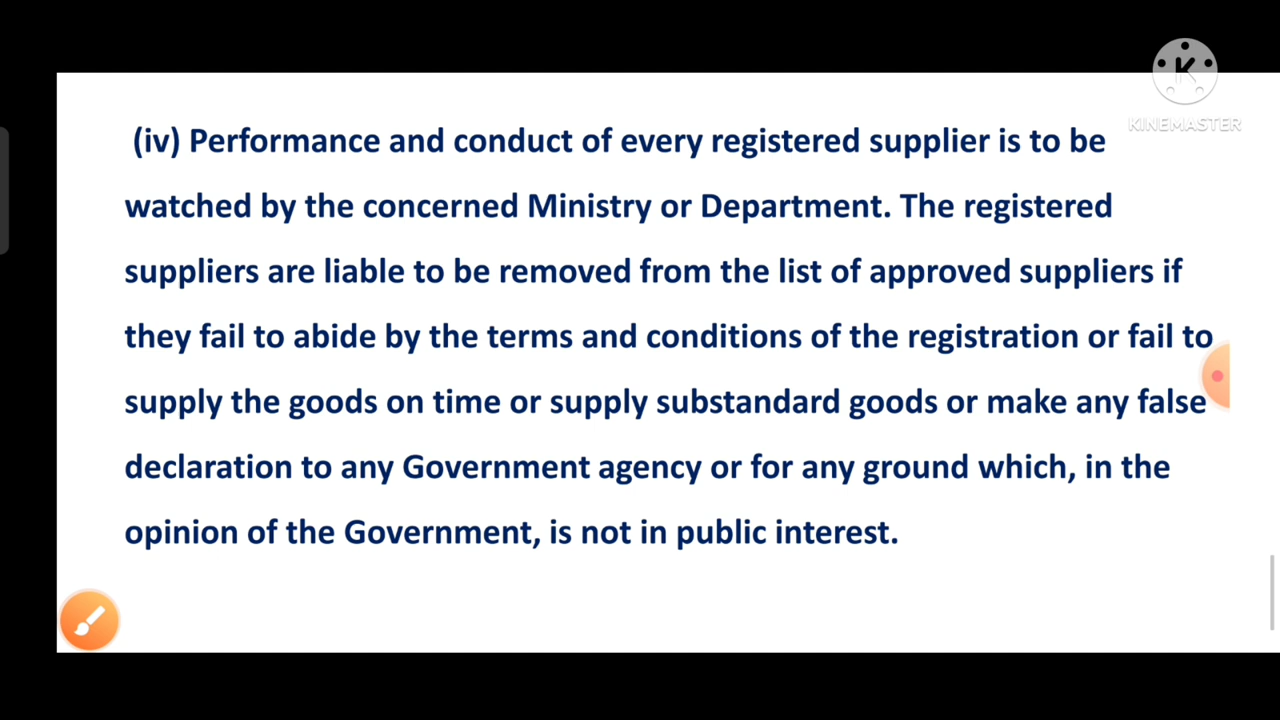 KINEMASTER
(iv) Performance and conduct of every registered supplier is to be
watched by the concerned Ministry or Department. The registered
suppliers are liable to be removed from the list of approved suppliers if
they fail to abide by the terms and conditions of the registration or fail to
supply the goods on time or supply substandard goods or make any false
declaration to any Government agency or for any ground which, in the
opinion of the Government, is not in public interest.